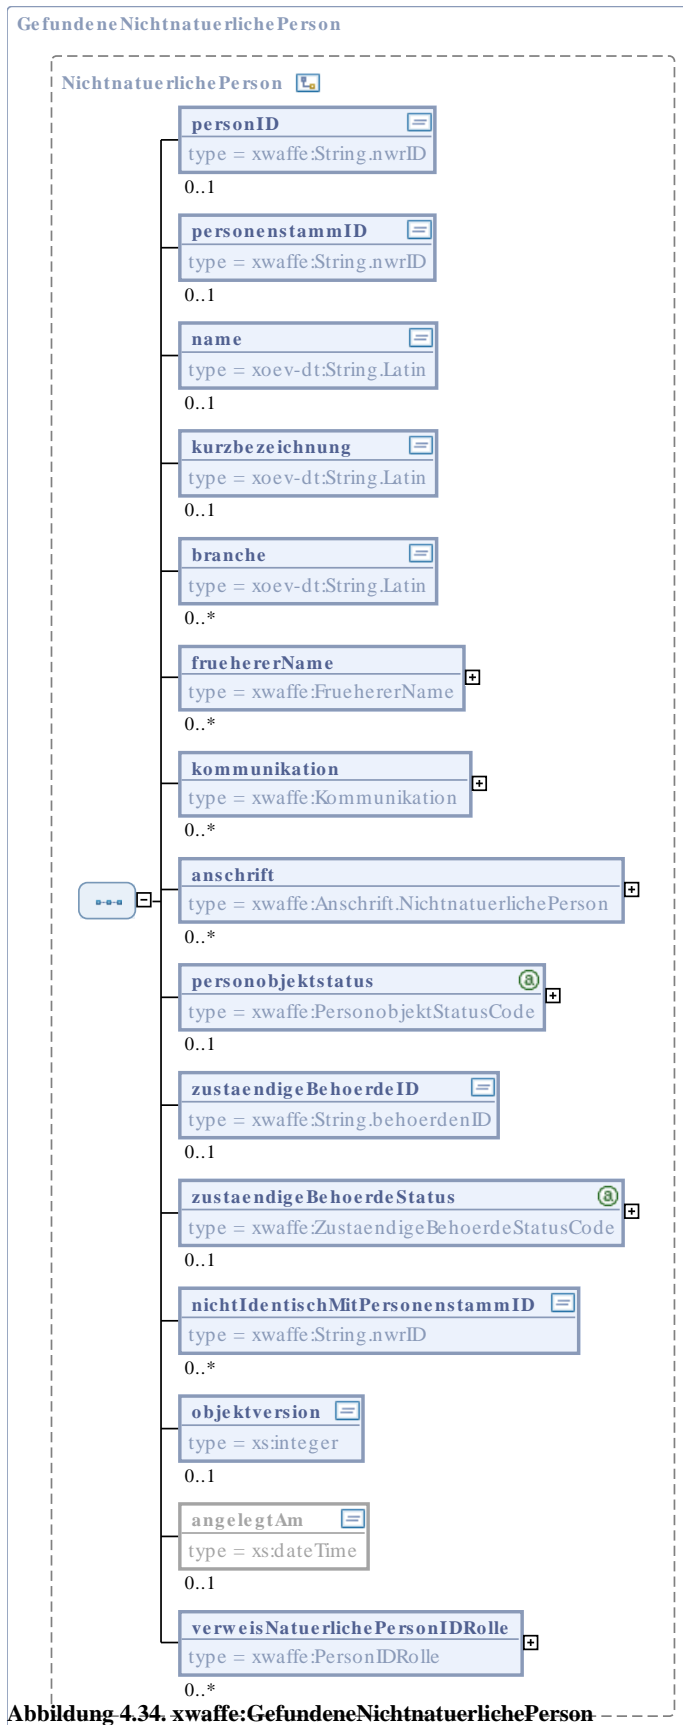 GefundeneNichtnatuerlichePerson
NichtnatuerlichePerson
personID
type = xwaffe:String.nwrID
0..1
personenstammID
type = xwaffe:String.nwrID
0..1
name
type = xoev-dt:String.Latin
0..1
kurzbezeichnung
type = xoev-dt:String.Latin
0..1
branche
type = xoev-dt:String.Latin
0..*
fruehererName
type = xwaffe:FruehererName
0..*
kommunikation
type = xwaffe:Kommunikation
0..*
anschrift
type = xwaffe:Anschrift.NichtnatuerlichePerson
0..*
personobjektstatus
type = xwaffe:PersonobjektStatusCode
0..1
zustaendigeBehoerdeID
type = xwaffe:String.behoerdenID
0..1
zustaendigeBehoerdeStatus
type = xwaffe:ZustaendigeBehoerdeStatusCode
0..1
nichtIdentischMitPersonenstammID
type = xwaffe:String.nwrID
0..*
objektversion
type = xs:integer
0..1
angelegtAm
type = xs:dateTime
0..1
verweisNatuerlichePersonIDRolle
type = xwaffe:PersonIDRolle
0..*
Abbildung 4.34. xwaffe:GefundeneNichtnatuerlichePerson